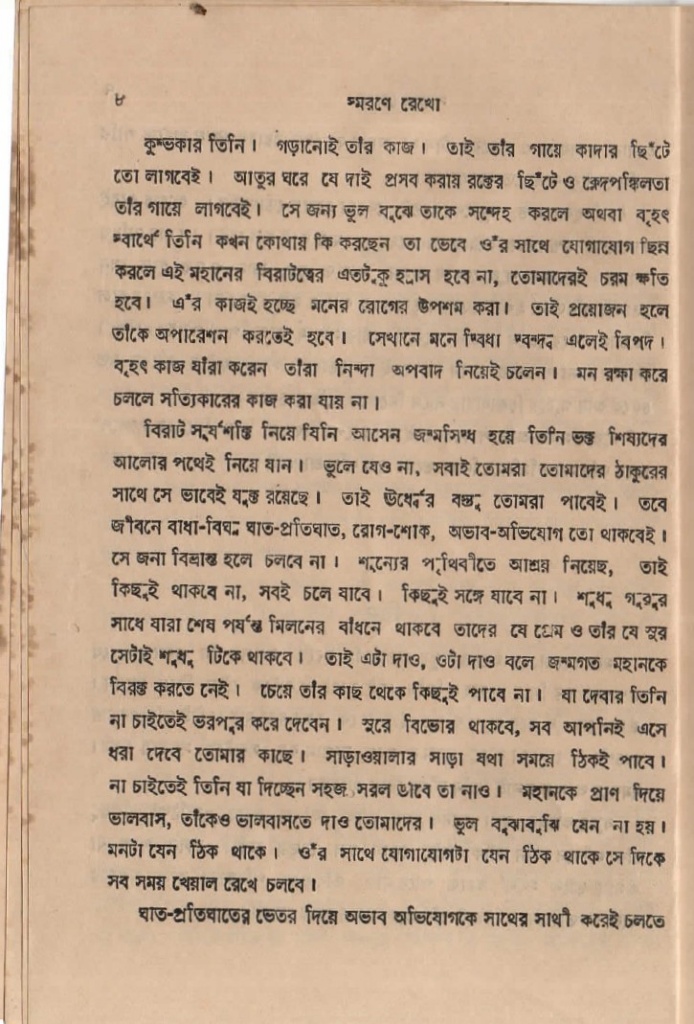 ৮ স্মরণে রেখো
কুম্ভকার তিনি। গড়ানোই তাঁর কাজ। তাই তাঁর গায়ে কাদার ছিঁটে
তো লাগবেই। আতুর ঘরে যে দাই প্রসব করায় রক্তের ছিঁটে ও ক্লেদপঙ্কিলতা
তাঁর গায়ে লাগবেই। সে জন্য ভুল বুঝে তাকে সন্দেহ করলে অথবা বৃহৎ
স্বার্থে তিনি কখন কোথায় কি করছেন তা ভেবে ওঁর সাথে যোগাযোগ ছিন্ন
করলে এই মহানের বিরাটত্বের এতটুকু হ্রাস হবে না, তোমাদেরই চরম ক্ষতি
হবে। এঁর কাজই হচ্ছে মনের রোগের উপশম করা। তাই প্রয়োজন হলে
তাঁকে অপারেশন করতেই হবে। সেখানে মনে দ্বিধা দ্বন্দ্ব এলেই বিপদ।
বৃহৎ কাজ যাঁরা করেন তাঁরা নিন্দা অপবাদ নিয়েই চলেন। মন রক্ষা করে
চললে সত্যিকারের কাজ করা যায় না।
বিরাট সূর্যশক্তি নিয়ে যিনি আসেন জন্মসিদ্ধ হয়ে তিনি ভক্ত শিষ্যদের
আলোর পথেই নিয়ে যান। ভুলে যেও না, সবাই তোমরা তোমাদের ঠাকুরের
সাথে সে ভাবেই যুক্ত রয়েছে। তাই ঊর্ধ্বের বস্তু তোমরা পাবেই। তবে
জীবনে বাধা-বিঘ্ন ঘাত-প্রতিঘাত, রোগ-শোক, অভাব-অভিযোগ তো থাকবেই।
সে জন্য বিভ্রান্ত হলে চলবে না। শূন্যের পৃথিবীতে আশ্রয় নিয়েছ, তাই
কিছুই থাকবে না, সবই চলে যাবে। কিছুই সঙ্গে যাবে না। শুধু গুরুর
সাধে যারা শেষ পর্যন্ত মিলনের বাঁধনে থাকবে তাদের যে প্রেম ও তাঁর যে সুর
সেটাই শুধু টিকে থাকবে। তাই এটা দাও, ওটা দাও বলে জন্মগত মহানকে
বিরক্ত করতে নেই। চেয়ে তাঁর কাছ থেকে কিছুই পাবে না। যা দেবার তিনি
না চাইতেই ভরপুর করে দেবেন। সুরে বিভোর থাকবে, সব আপনিই এসে
ধরা দেবে তোমার কাছে। সাড়াওয়ালার সাড়া যথা সময়ে ঠিকই পাবে।
না চাইতেই তিনি যা দিচ্ছেন সহজ সরল ভাবে তা নাও। মহানকে প্রাণ দিয়ে
ভালবাস, তাঁকেও ভালবাসতে দাও তোমাদের। ভুল বুঝাবুঝি যেন না হয়।
মনটা যেন ঠিক থাকে। ওঁর সাথে যোগাযোগটা যেন ঠিক থাকে সে দিকে
সব সময় খেয়াল রেখে চলবে।
ঘাত-প্রতিঘাতের ভেতর দিয়ে অভাব অভিযোগকে সাথের সাথী করেই চলতে